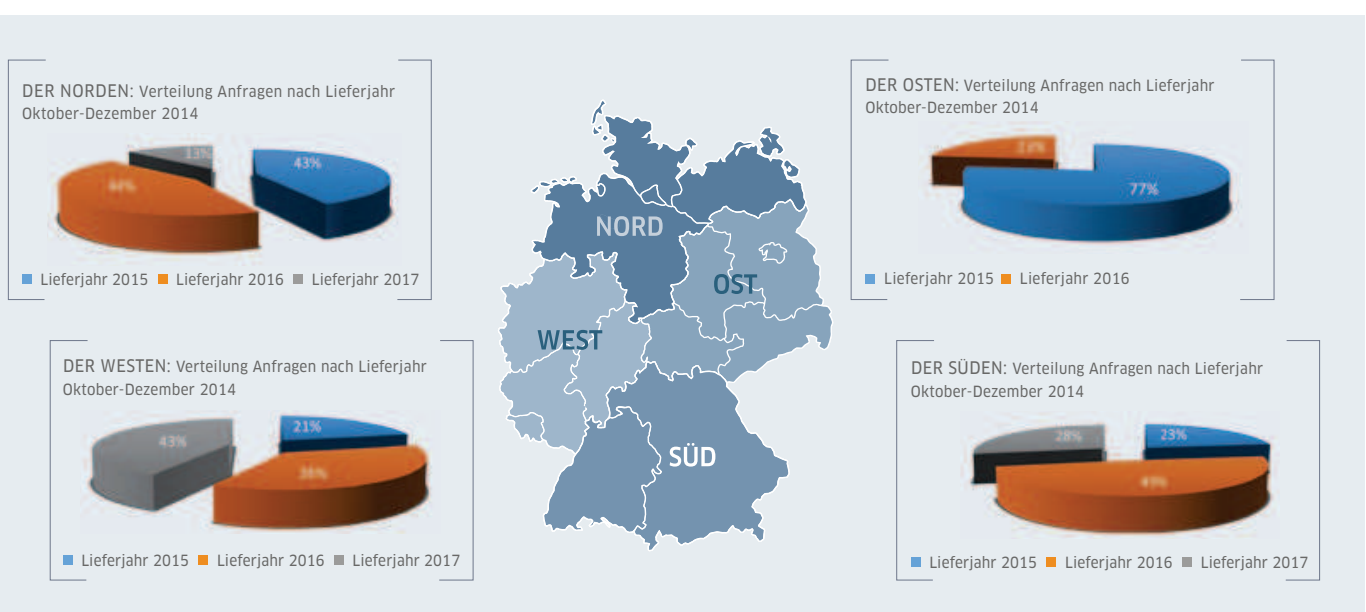 DER NORDEN: Verteilung Anfragen nach Lieferjahr
Oktober-Dezember 2014
13%
43%
44%
Lieferjahr 2015 Lieferjahr 2016 Lieferjahr 2017
DER OSTEN: Verteilung Anfragen nach Lieferjahr
Oktober-Dezember 2014
23%
77%
Lieferjahr 2015 Lieferjahr 2016
NORD
OST
WEST
SÜD
DER WESTEN: Verteilung Anfragen nach Lieferjahr
Oktober-Dezember 2014
21%
43%
36%
Lieferjahr 2015 Lieferjahr 2016 Lieferjahr 2017
DER SÜDEN: Verteilung Anfragen nach Lieferjahr
Oktober-Dezember 2014
28%
23%
49%
Lieferjahr 2015 Lieferjahr 2016 Lieferjahr 2017